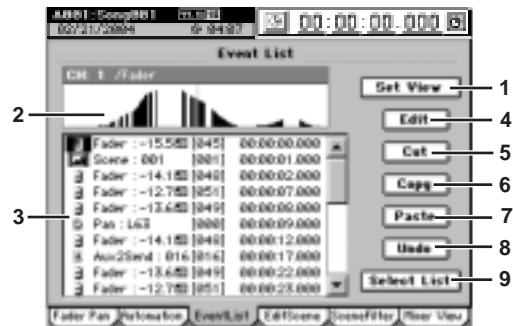 A001:Song001
00:00:00.000
Event List
CH 1 /Fader
Set View 1
2
Edit 4
Cut 5
Copy 6
Paste 7
Undo 8
Select List 9
3
Fader :-15.5dB [045] 00:00:00.000
Scene : 001 [001] 00:00:01.000
Fader :-14.1dB [048] 00:00:02.000
Fader :-12.7dB [051] 00:00:07.000
Fader :-13.6dB [049] 00:00:08.000
Pan : L63 [000] 00:00:09.000
Fader :-14.1dB [048] 00:00:12.000
Aux2Send : 016 [016] 00:00:17.000
Fader :-13.6dB [049] 00:00:22.000
Fader :-12.7dB [051] 00:00:23.000
Fader Pan Automation EventList EditScene SceneFilter Mixer View